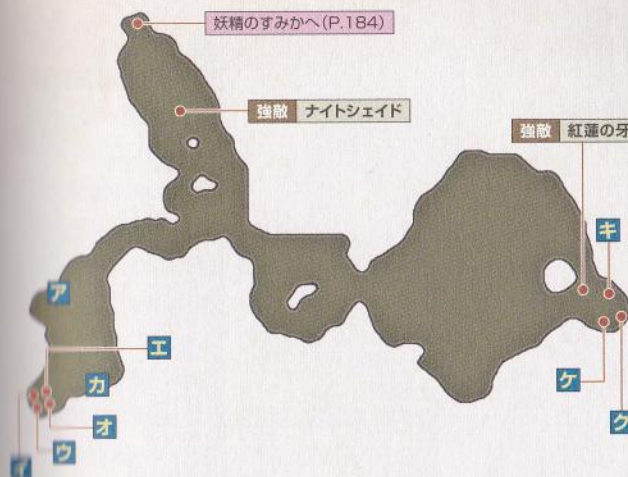 妖精のすみかへ(P.184)
強敵 ナイトシェイド
強敵 紅蓮の牙
キ
ア
エ
カ
ケ
ク
オ
ウ
イ